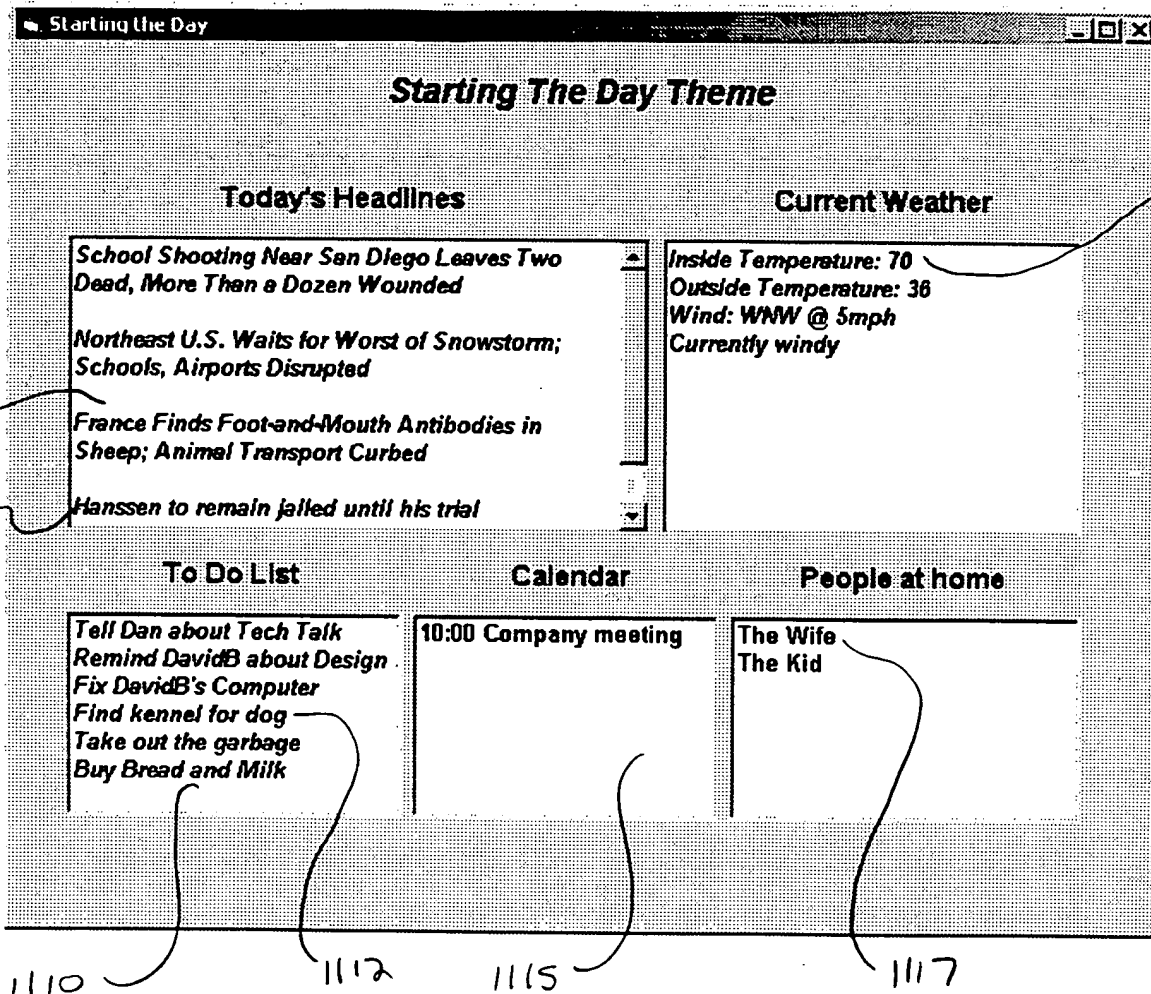 Starting the Day
Starting The Day Theme
Today's Headlines
Current Weather
School Shooting Near San Diego Leaves Two
Dead, More Than a Dozen Wounded
Northeast U.S. Waits for Worst of Snowstorm;
Schools, Airports Disrupted
France Finds Foot-and-Mouth Antibodies in
Sheep; Animal Transport Curbed
Hanssen to remain jailed until his trial
Inside Temperature: 70
Outside Temperature: 36
Wind: WNW @ 5mph
Currently windy
To Do List
Calendar
People at home
Tell Dan about Tech Talk
Remind DavidB about Design
Fix DavidB's Computer
Find kennel for dog
Take out the garbage
Buy Bread and Milk
10:00 Company meeting
The Wife
The Kid
1110
1112
1115
1117